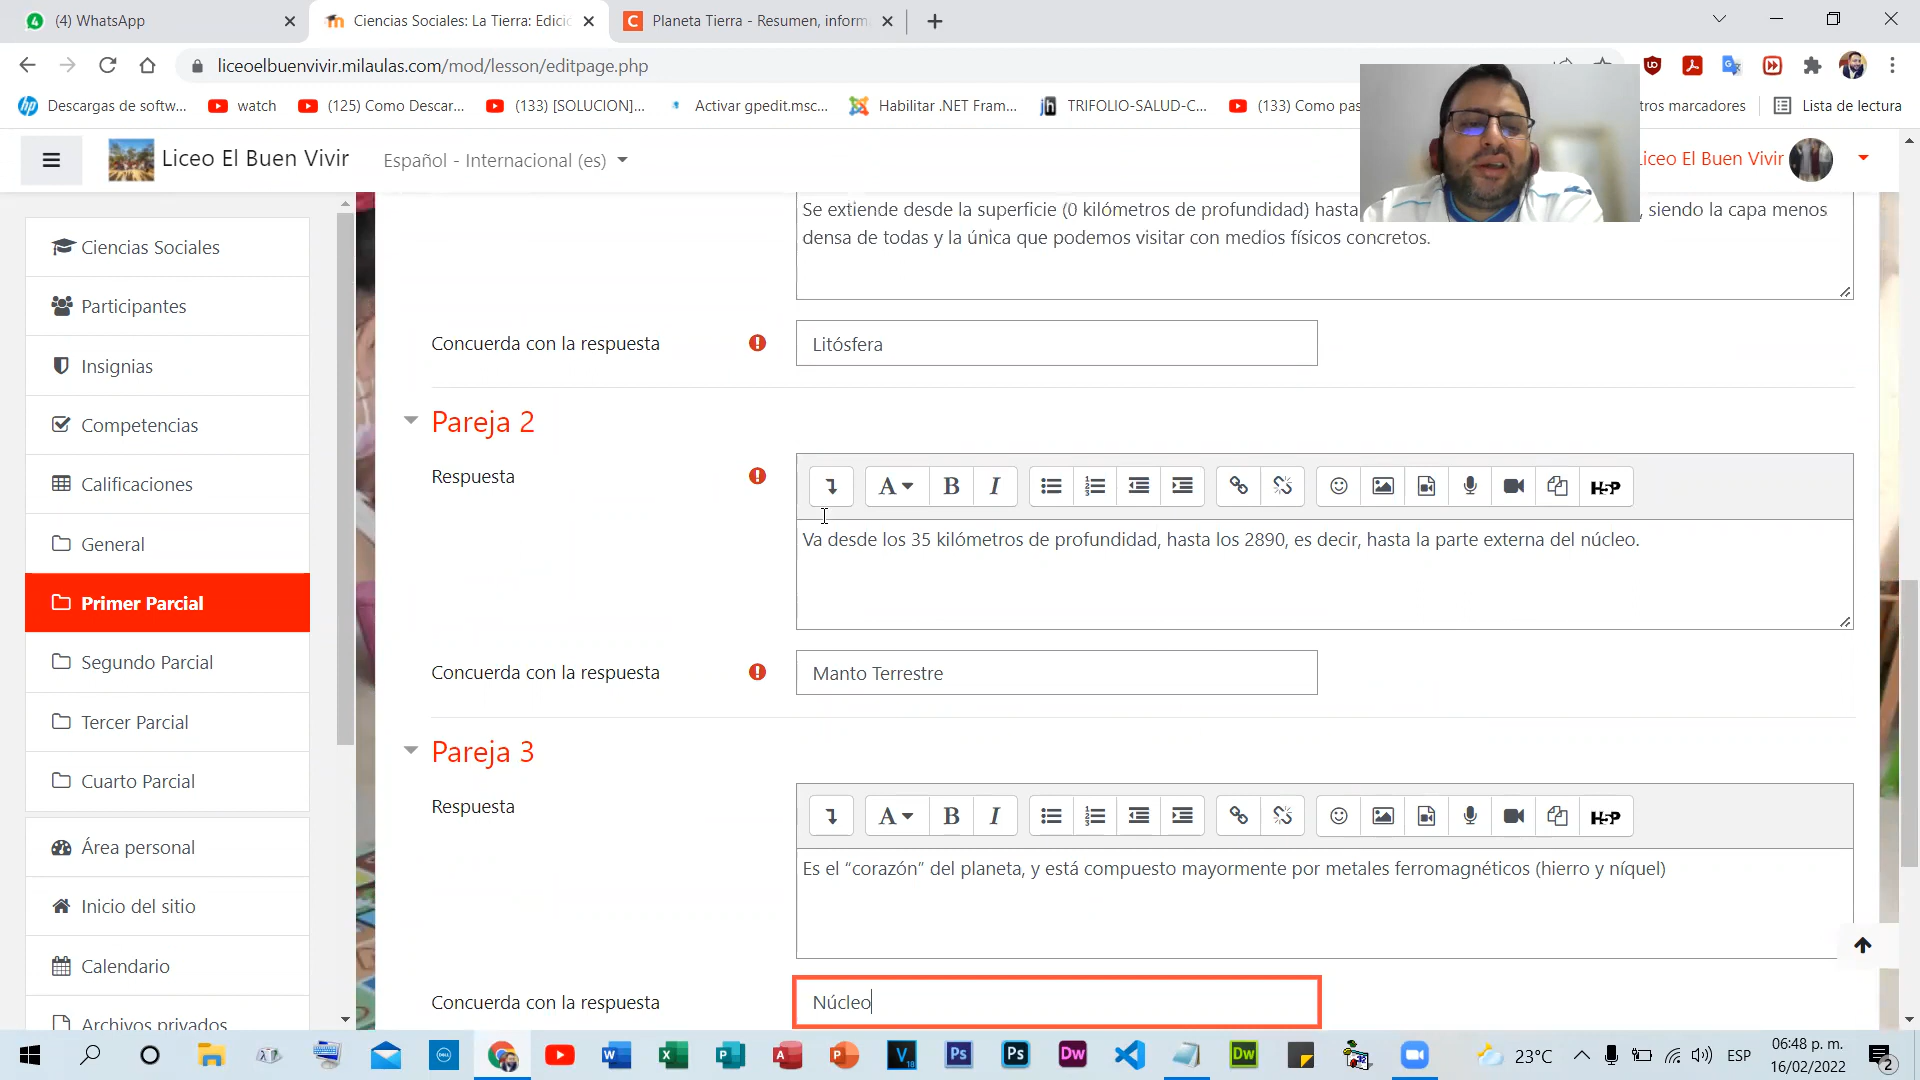 (4) WhatsApp
Ciencias Sociales: La Tierra: Edici
Planeta Tierra - Resumen, inform
liceoelbuenvivir.milaulas.com/mod/lesson/editpage.php
Descargas de softw...
watch
(125) Como Descar...
(133) [SOLUCION]...
Activar gpedit.msc...
Habilitar .NET Fram...
TRIFOLIO-SALUD-C...
(133) Como pas
tros marcadores
Lista de lectura
Liceo El Buen Vivir
Español - Internacional (es)
iceo El Buen Vivir
Ciencias Sociales
Participantes
Insignias
Competencias
Calificaciones
General
Primer Parcial
Segundo Parcial
Tercer Parcial
Cuarto Parcial
Área personal
Inicio del sitio
Calendario
Archivos privados
Se extiende desde la superficie (0 kilómetros de profundidad) hasta , siendo la capa menos
densa de todas y la única que podemos visitar con medios físicos concretos.
Concuerda con la respuesta
Litósfera
Pareja 2
Respuesta
A B I
H5P
Va desde los 35 kilómetros de profundidad, hasta los 2890, es decir, hasta la parte externa del núcleo.
Concuerda con la respuesta
Manto Terrestre
Pareja 3
Respuesta
A B I
H5P
Es el “corazón” del planeta, y está compuesto mayormente por metales ferromagnéticos (hierro y níquel)
Concuerda con la respuesta
Núcleo
23°C
ESP
06:48 p. m.
16/02/2022
2